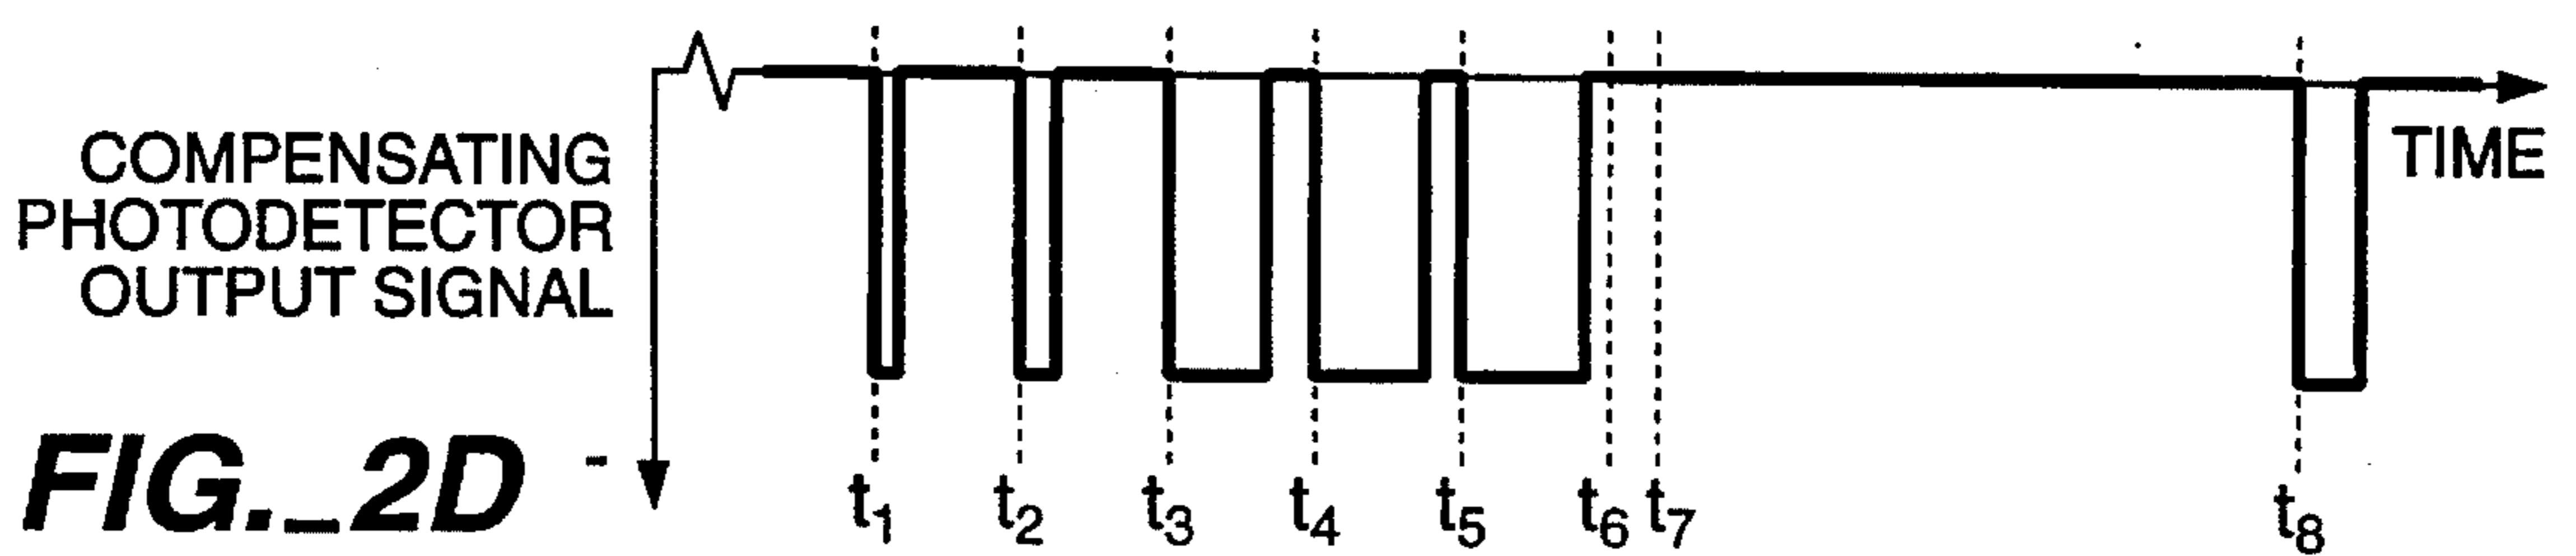 COMPENSATING
PHOTODETECTOR
OUTPUT SIGNAL
TIME
FIG._2D
-
t1 t2 t3 t4 t5 t6 t7 t8